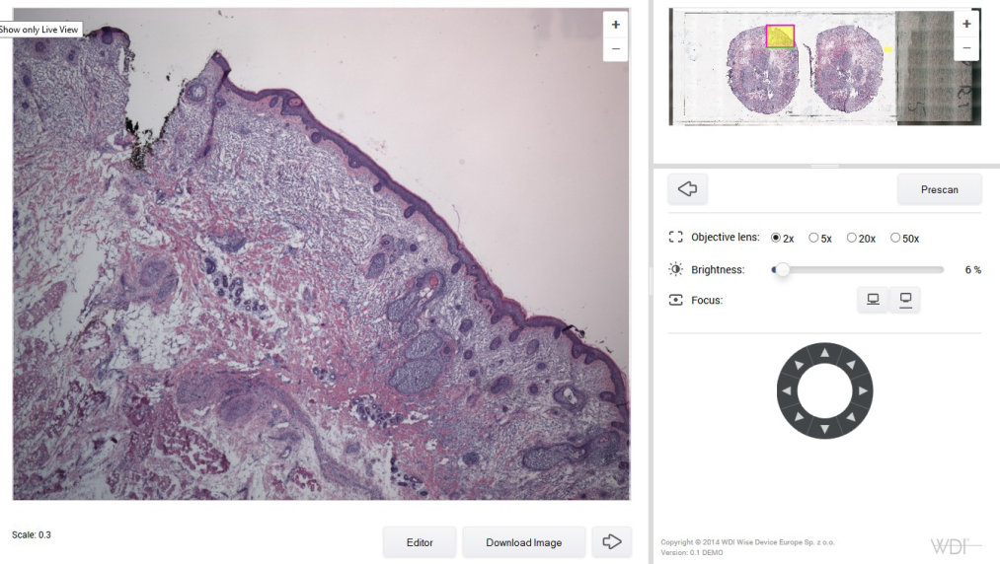 Show only Live View
+
−
+
−
Prescan
Objective lens: 2x 5x 20x 50x
Brightness: 6 %
Focus:
Scale: 0.3
Editor
Download Image
Copyright © 2014 WDI Wise Device Europe Sp. z o.o.
Version: 0.1 DEMO
WDI